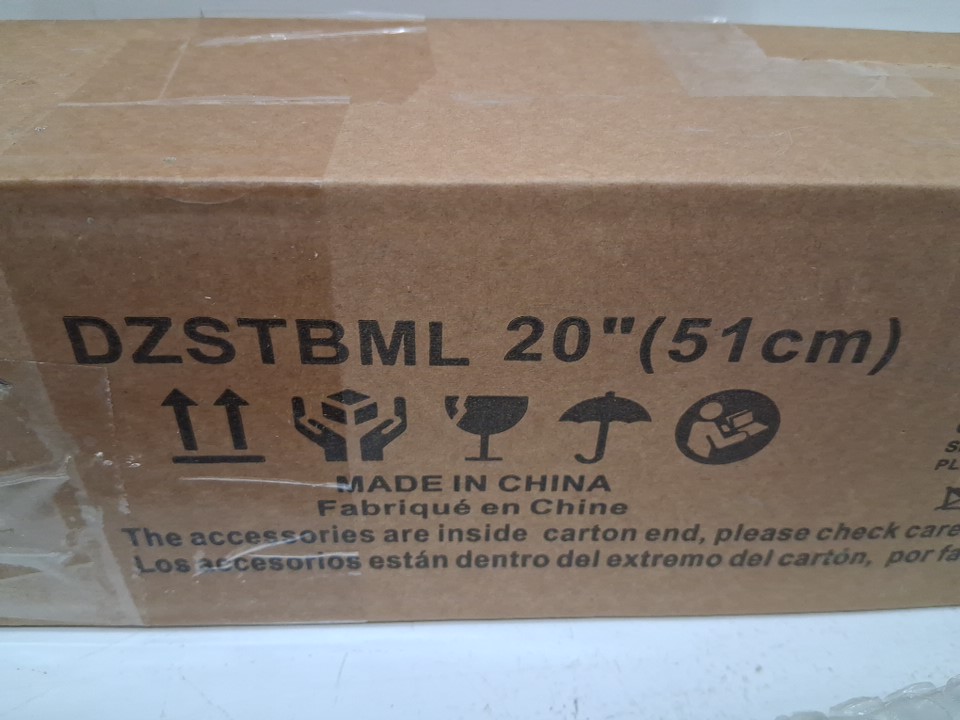 DZSTBML 20"(51cm)
MADE IN CHINA
Fabriqué en Chine
The accessories are inside carton end, please check
Los accesorios están dentro del extremo del cartón, por